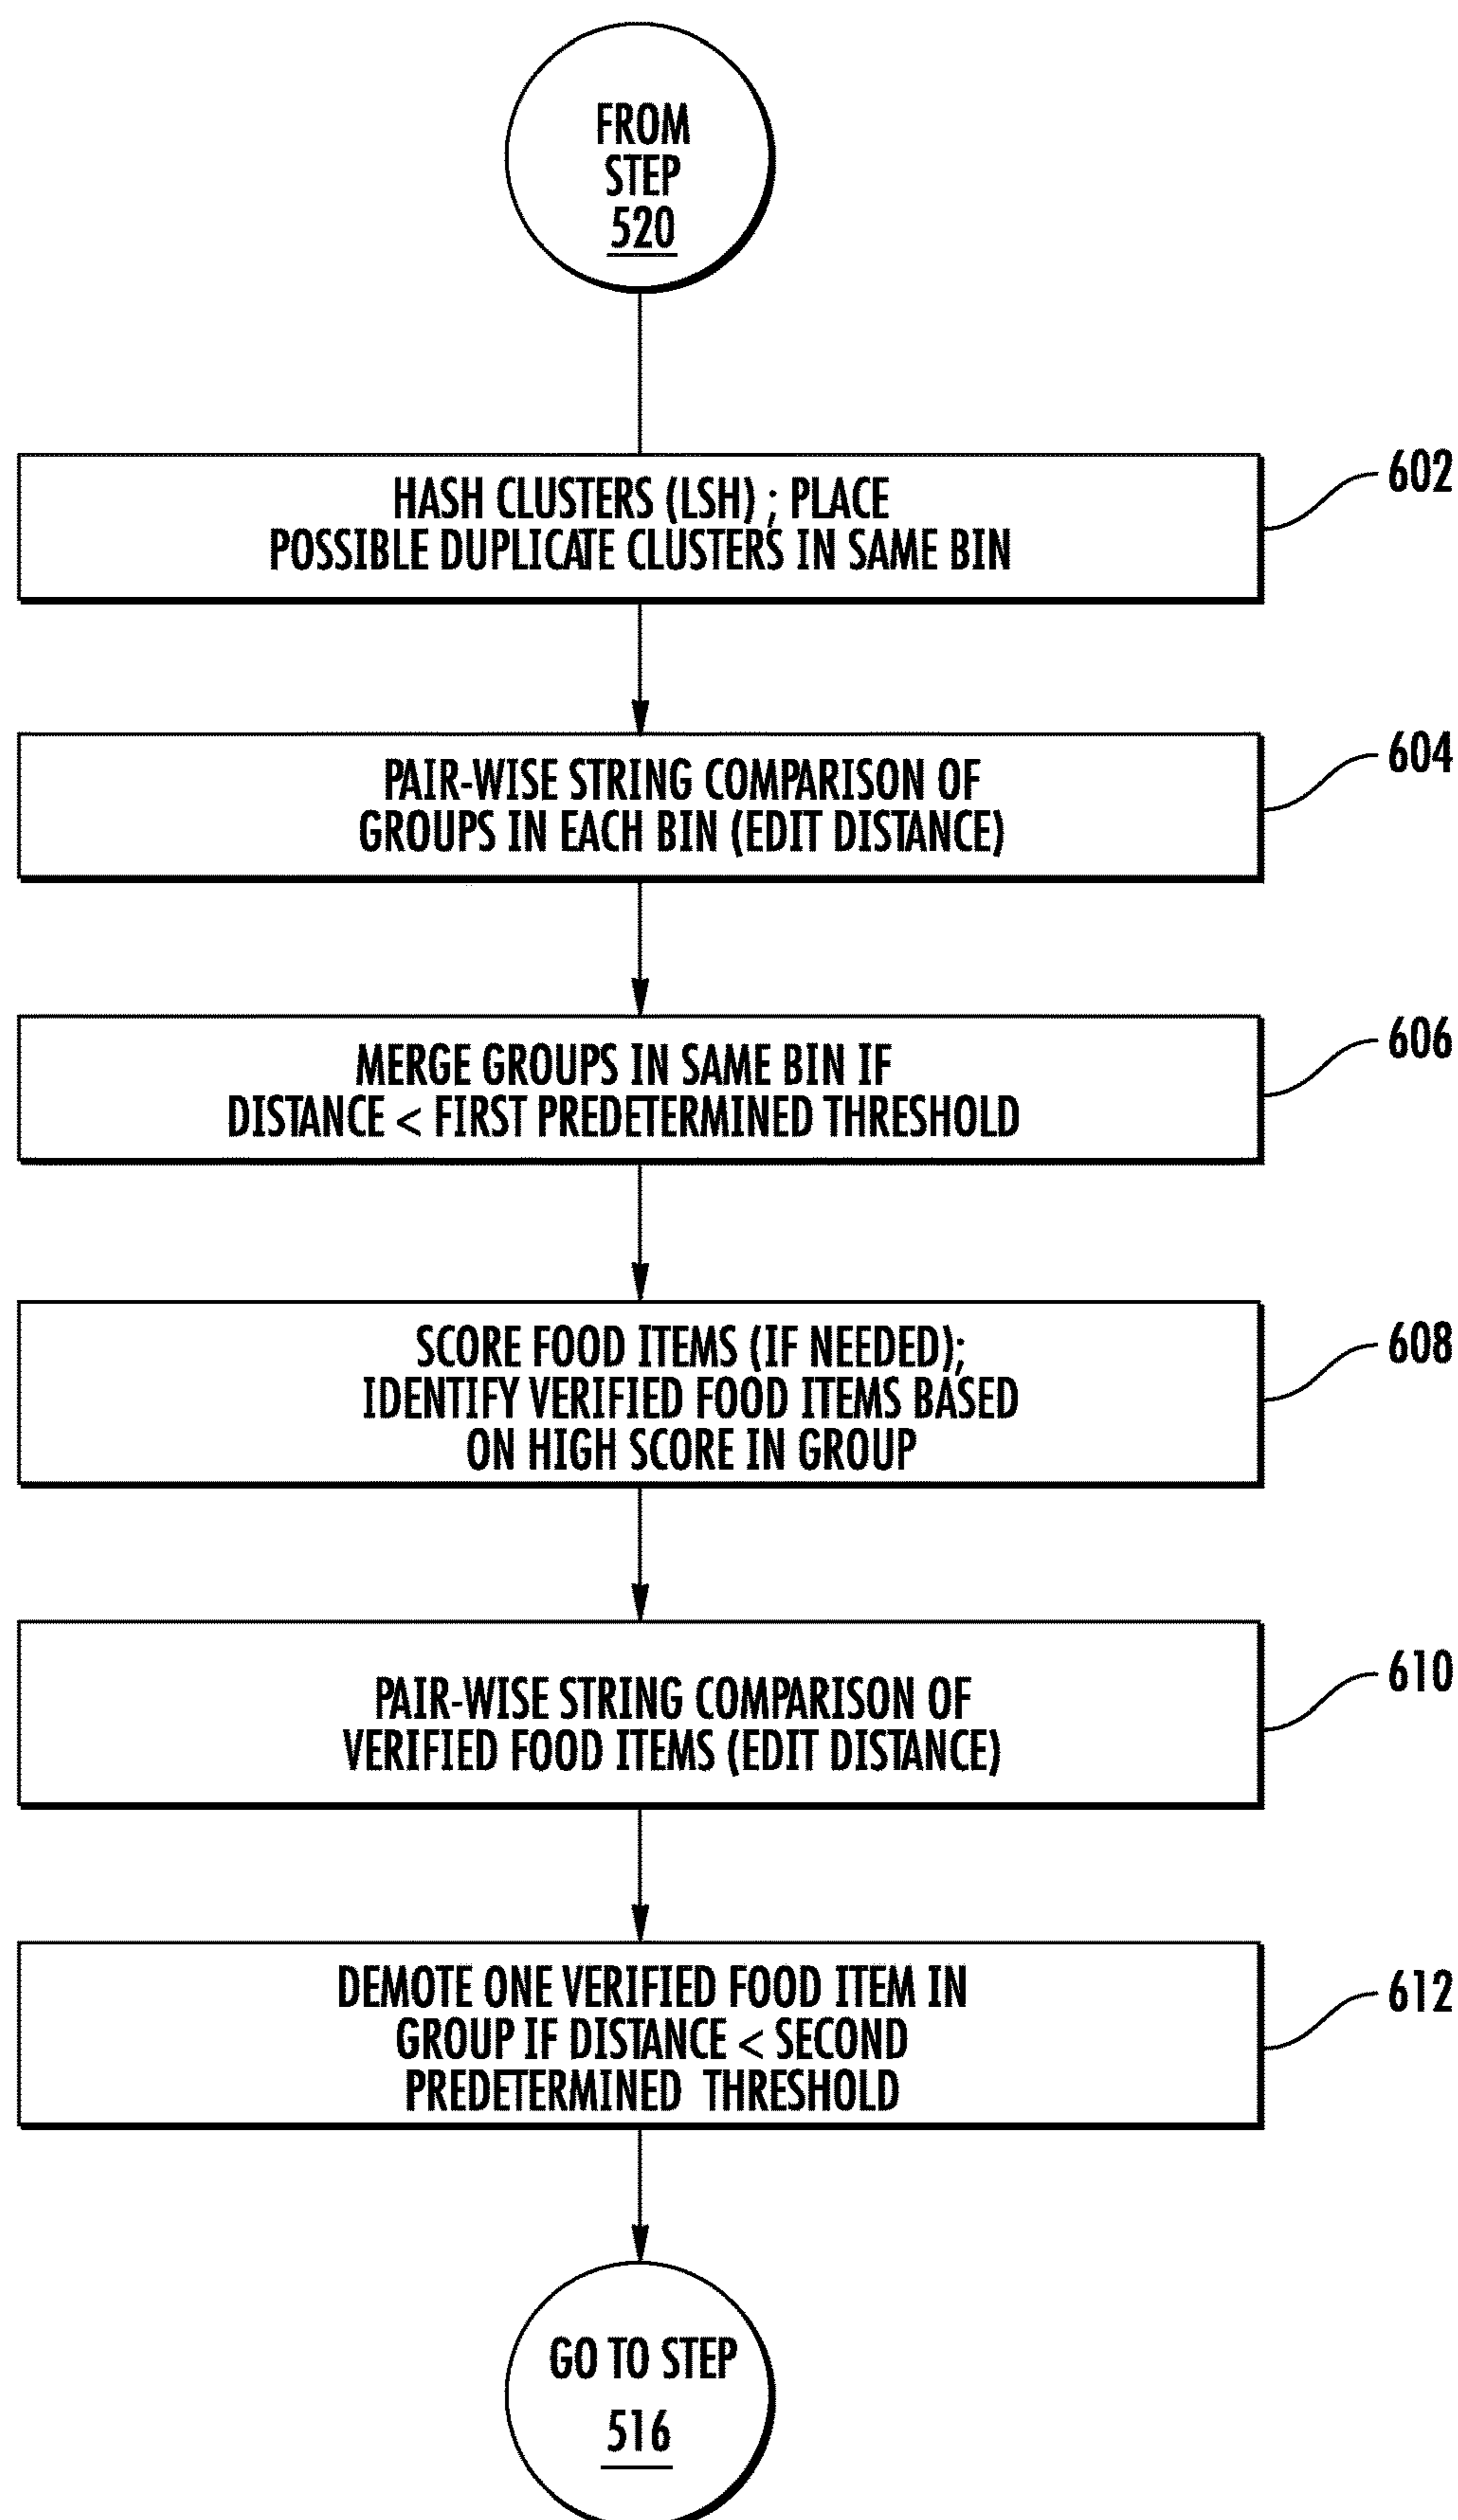 FROM
STEP
520
HASH CLUSTERS (LSH) ; PLACE
POSSIBLE DUPLICATE CLUSTERS IN SAME BIN
602
PAIR-WISE STRING COMPARISON OF
GROUPS IN EACH BIN (EDIT DISTANCE)
604
MERGE GROUPS IN SAME BIN IF
DISTANCE < FIRST PREDETERMINED THRESHOLD
606
SCORE FOOD ITEMS (IF NEEDED);
IDENTIFY VERIFIED FOOD ITEMS BASED
ON HIGH SCORE IN GROUP
608
PAIR-WISE STRING COMPARISON OF
VERIFIED FOOD ITEMS (EDIT DISTANCE)
610
DEMOTE ONE VERIFIED FOOD ITEM IN
GROUP IF DISTANCE < SECOND
PREDETERMINED THRESHOLD
612
GO TO STEP
516